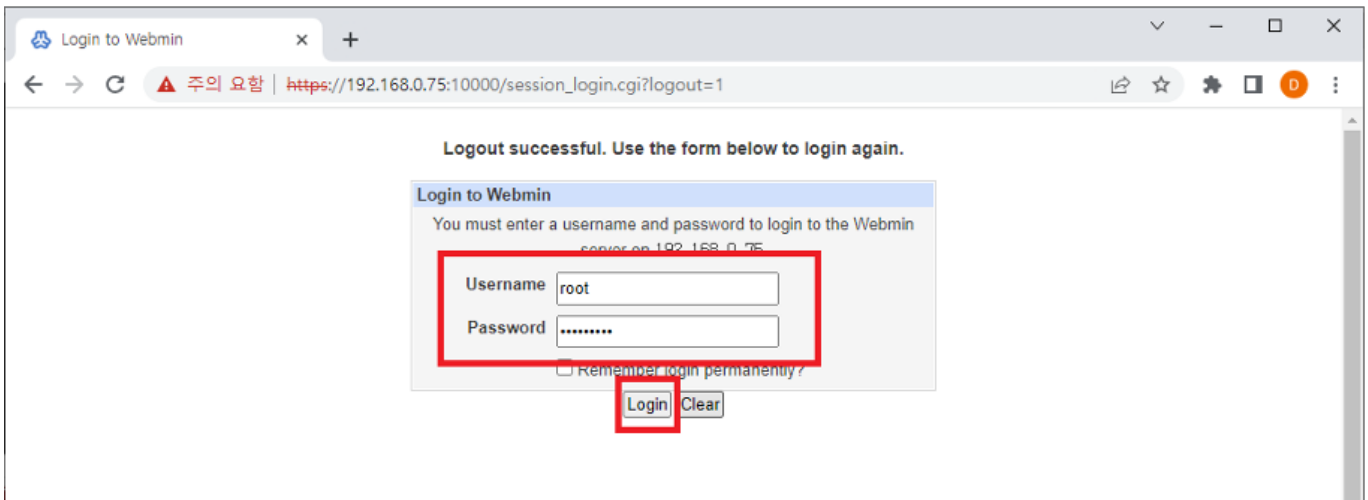 Login to Webmin
주의 요함 | https://192.168.0.75:10000/session_login.cgi?logout=1
D
Logout successful. Use the form below to login again.
Login to Webmin
You must enter a username and password to login to the Webmin
server on 192.168.0.75.
Username root
Password •••••••••
Remember login permanently?
Login Clear